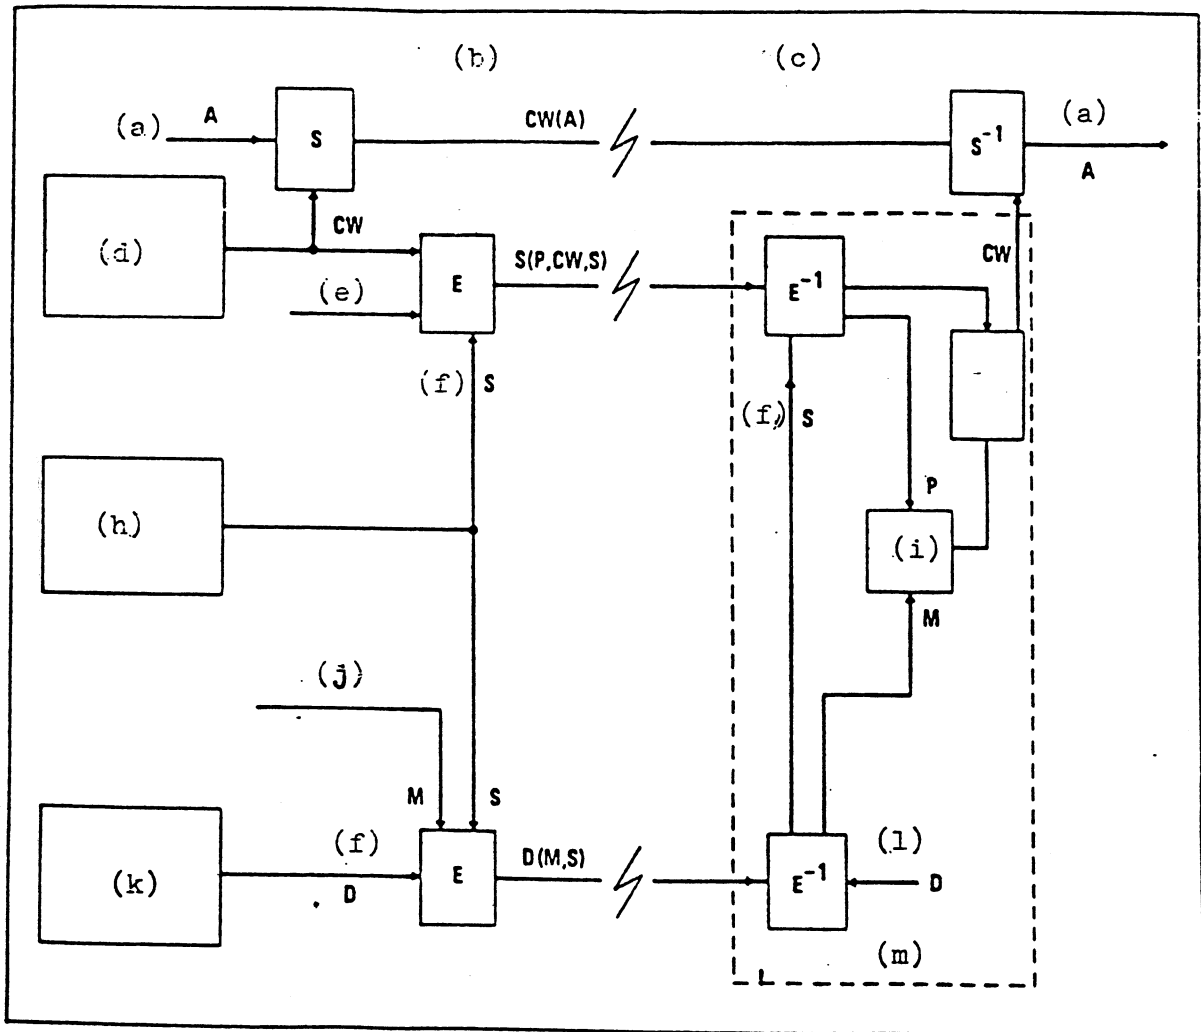 (b) (c)
(a) A S CW(A) S⁻¹ (a) A
(d) CW E S(P,CW,S) E⁻¹ CW
(e)
(f) S (f) S
P
(h) (i)
M
(j)
M S
(k) (f) D E D(M,S) E⁻¹ (l) D
(m)